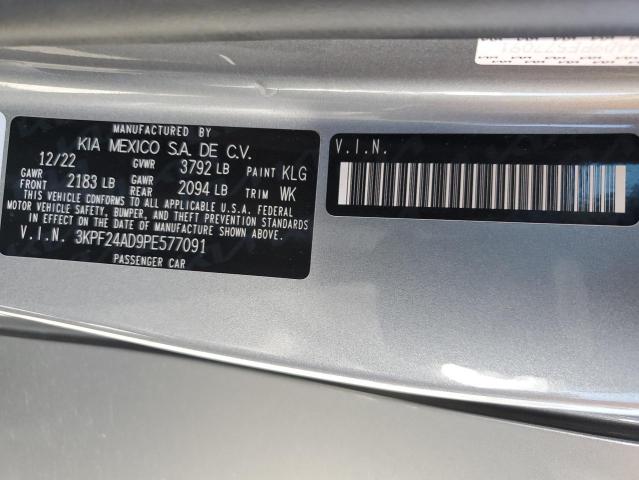 MANUFACTURED BY
KIA MEXICO S.A. DE C.V.
12/22 GVWR 3792 LB PAINT KLG
GAWR FRONT 2183 LB GAWR REAR 2094 LB TRIM WK
THIS VEHICLE CONFORMS TO ALL APPLICABLE U.S.A. FEDERAL
MOTOR VEHICLE SAFETY, BUMPER, AND THEFT PREVENTION STANDARDS
IN EFFECT ON THE DATE OF MANUFACTURE SHOWN ABOVE.
V.I.N. 3KPF24AD9PE577091
PASSENGER CAR
V.I.N.